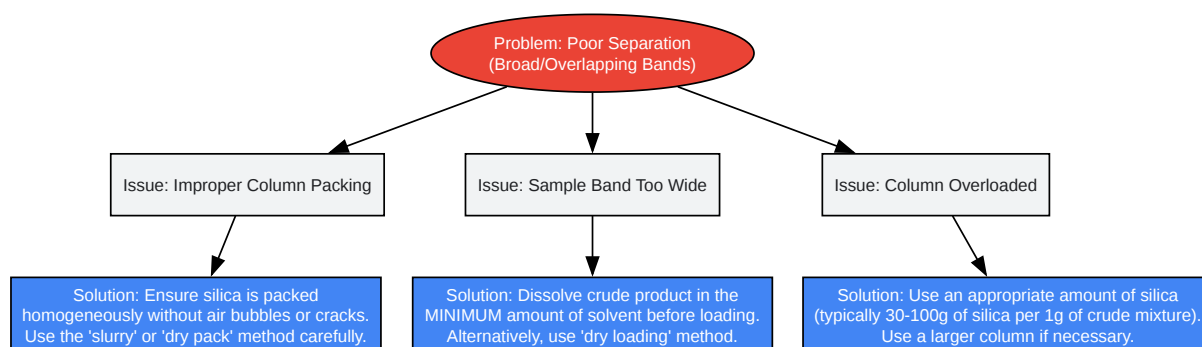 Problem: Poor Separation
(Broad/Overlapping Bands)
Issue: Improper Column Packing
Issue: Sample Band Too Wide
Issue: Column Overloaded
Solution: Ensure silica is packed
homogeneously without air bubbles or cracks.
Use the 'slurry' or 'dry pack' method carefully.
Solution: Dissolve crude product in the
MINIMUM amount of solvent before loading.
Alternatively, use 'dry loading' method.
Solution: Use an appropriate amount of silica
(typically 30-100g of silica per 1g of crude mixture).
Use a larger column if necessary.